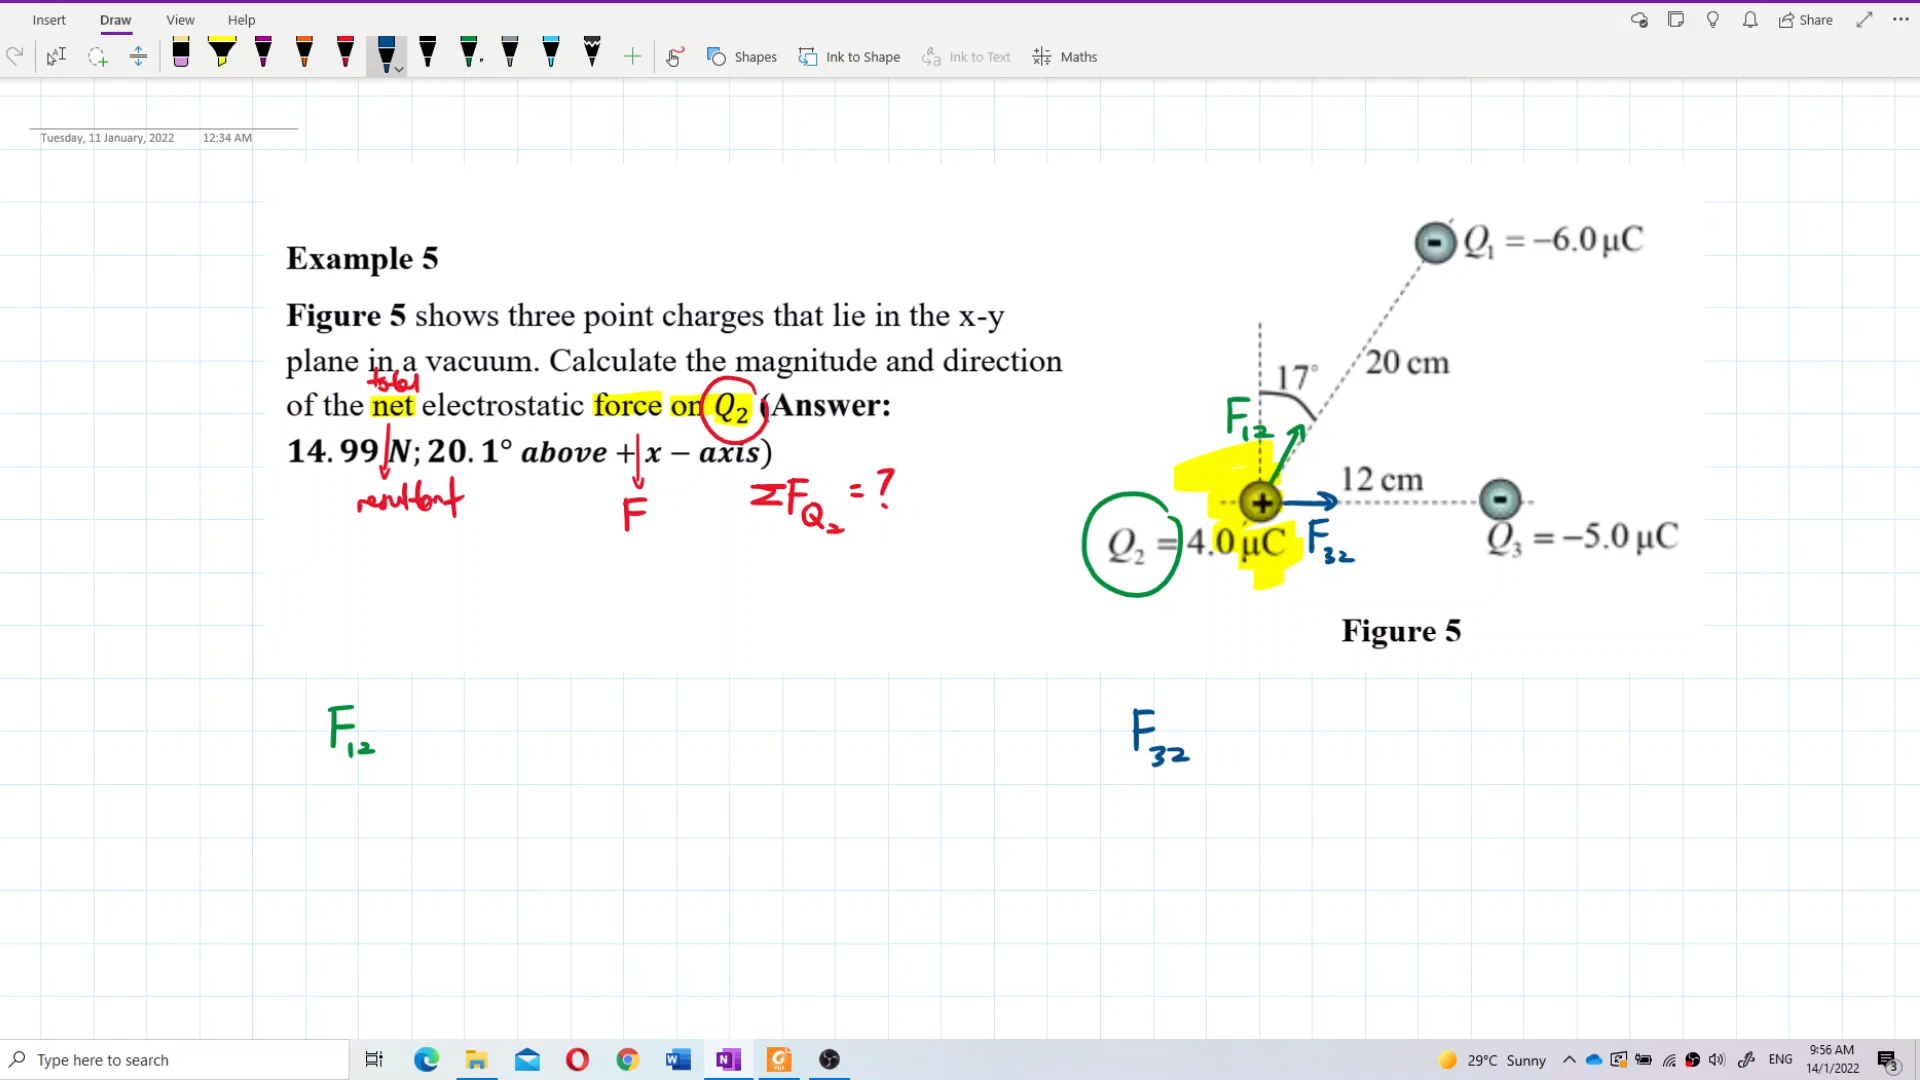 Insert Draw View Help
Share
Shapes Ink to Shape Ink to Text Maths
Tuesday, 11 January, 2022 12:34 AM
Example 5
Figure 5 shows three point charges that lie in the x-y
plane in a vacuum. Calculate the magnitude and direction
total
of the net electrostatic force on Q₂ (Answer:
14.99 N; 20.1° above + x − axis)
resultant
F
ΣF_Q₂ = ?
Q₁ = −6.0 μC
20 cm
17°
F₁₂
12 cm
Q₂ = 4.0 μC
F₃₂
Q₃ = −5.0 μC
Figure 5
F₁₂
F₃₂
Type here to search
29°C Sunny
ENG
9:56 AM
14/1/2022
3